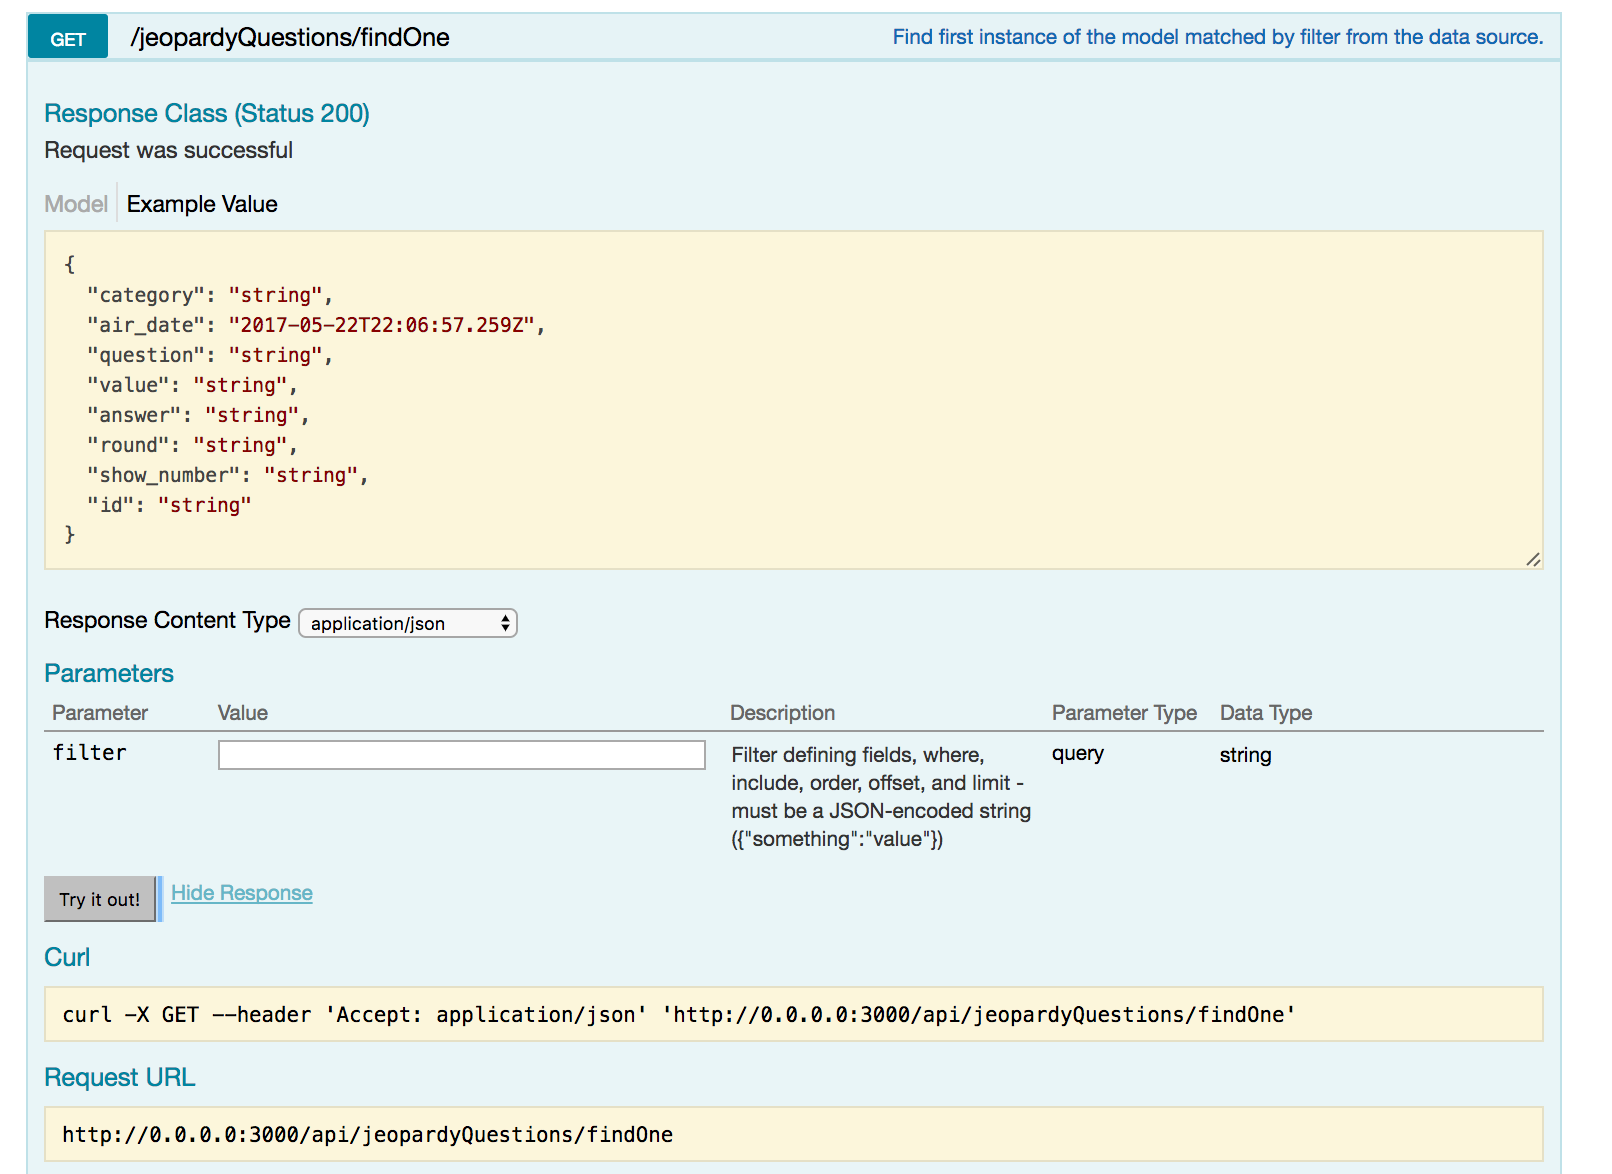 GET /jeopardyQuestions/findOne Find first instance of the model matched by filter from the data source.
Response Class (Status 200)
Request was successful
Model Example Value
{
"category": "string",
"air_date": "2017-05-22T22:06:57.259Z",
"question": "string",
"value": "string",
"answer": "string",
"round": "string",
"show_number": "string",
"id": "string"
}
Response Content Type application/json
Parameters
Parameter Value Description Parameter Type Data Type
filter Filter defining fields, where, query string
include, order, offset, and limit -
must be a JSON-encoded string
({"something":"value"})
Try it out! Hide Response
Curl
curl -X GET --header 'Accept: application/json' 'http://0.0.0.0:3000/api/jeopardyQuestions/findOne'
Request URL
http://0.0.0.0:3000/api/jeopardyQuestions/findOne